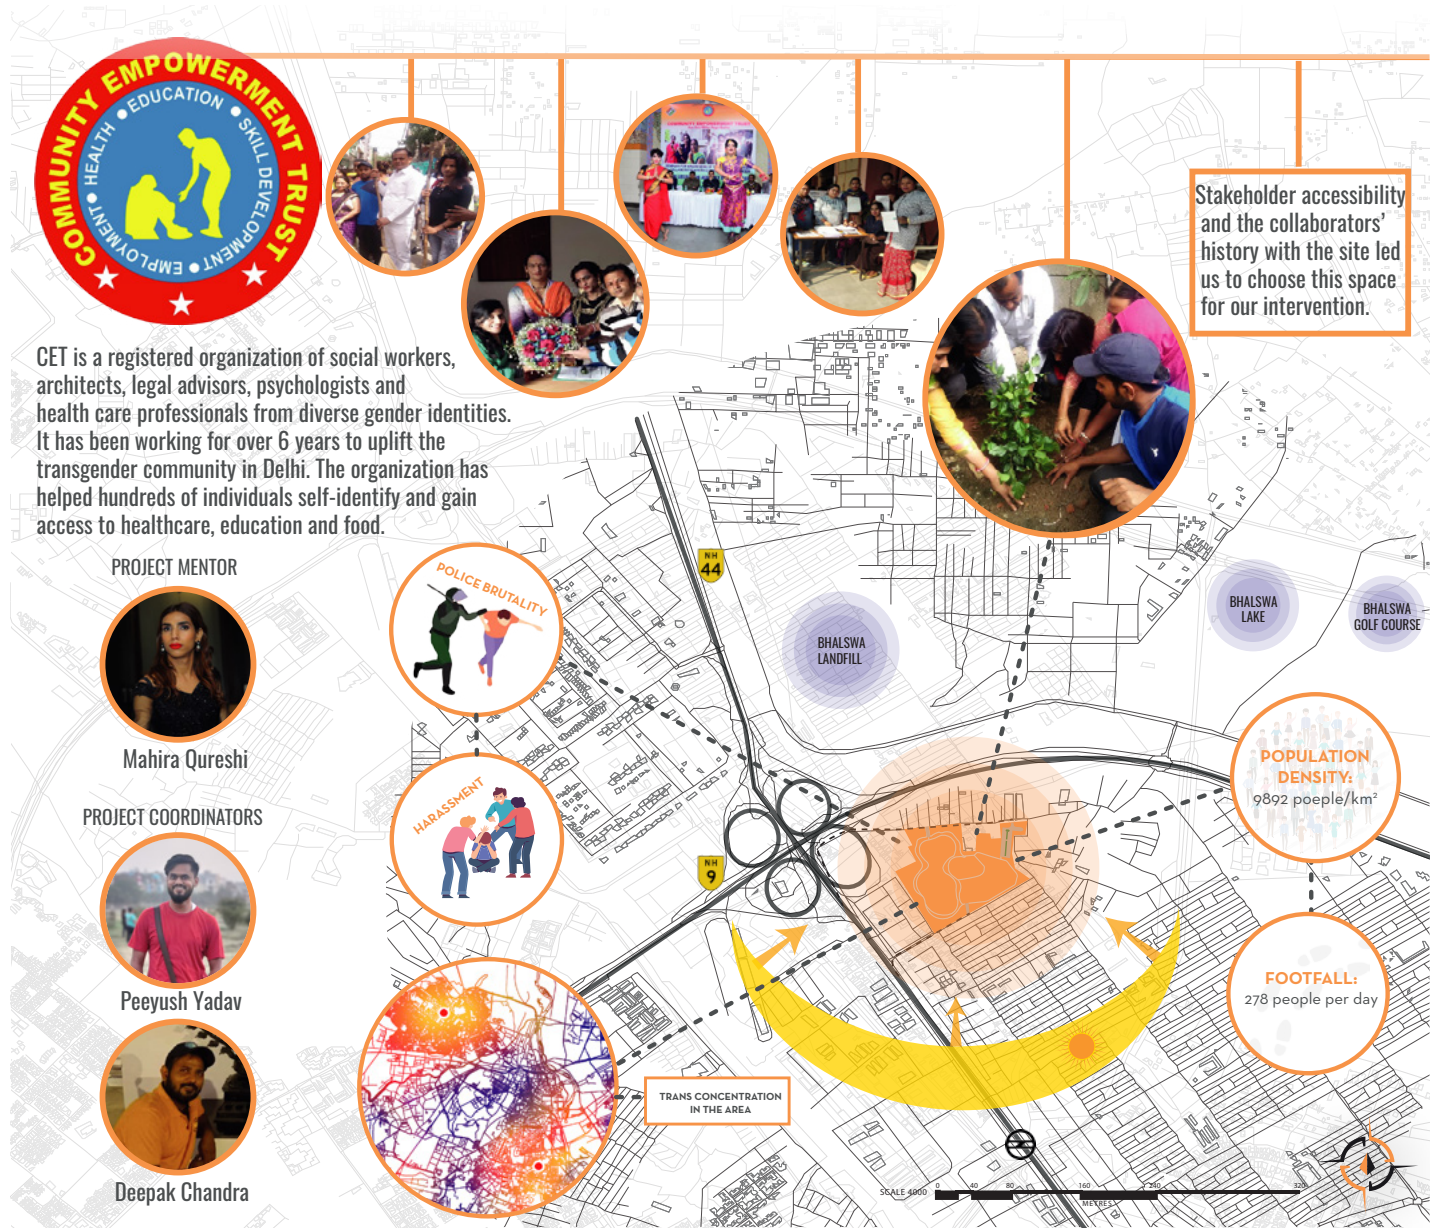 COMMUNITY EMPOWERMENT TRUST
HEALTH • EDUCATION • SKILL DEVELOPMENT • EMPLOYMENT
COMMUNITY EMPOWERMENT TRUST
Stakeholder accessibility
and the collaborators'
history with the site led
us to choose this space
for our intervention.
CET is a registered organization of social workers,
architects, legal advisors, psychologists and
health care professionals from diverse gender identities.
It has been working for over 6 years to uplift the
transgender community in Delhi. The organization has
helped hundreds of individuals self-identify and gain
access to healthcare, education and food.
PROJECT MENTOR
Mahira Qureshi
PROJECT COORDINATORS
Peeyush Yadav
Deepak Chandra
POLICE BRUTALITY
HARASSMENT
NH
44
NH
9
BHALSWA
LANDFILL
BHALSWA
LAKE
BHALSWA
GOLF COURSE
POPULATION
DENSITY:
9892 poeple/km²
FOOTFALL:
278 people per day
TRANS CONCENTRATION
IN THE AREA
SCALE 4000
0 40 80 160 240 320
METRES